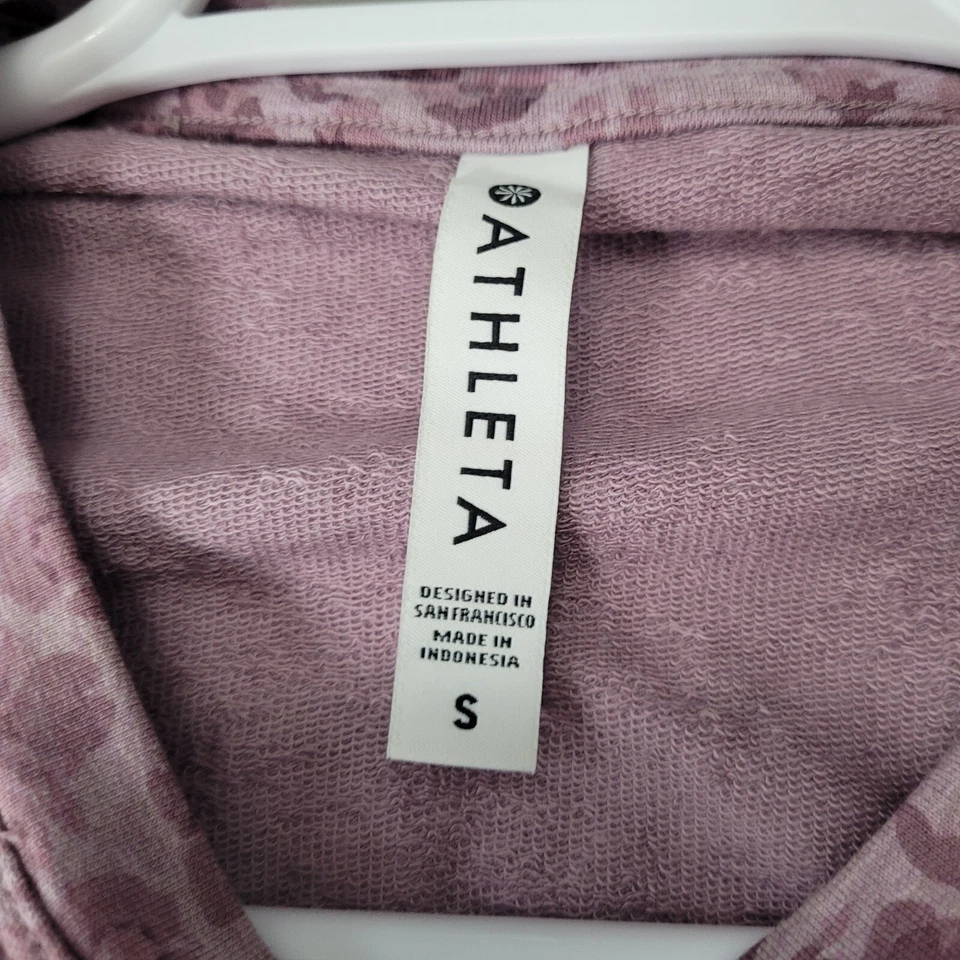 ATHLETA
DESIGNED IN
SAN FRANCISCO
MADE IN
INDONESIA
S